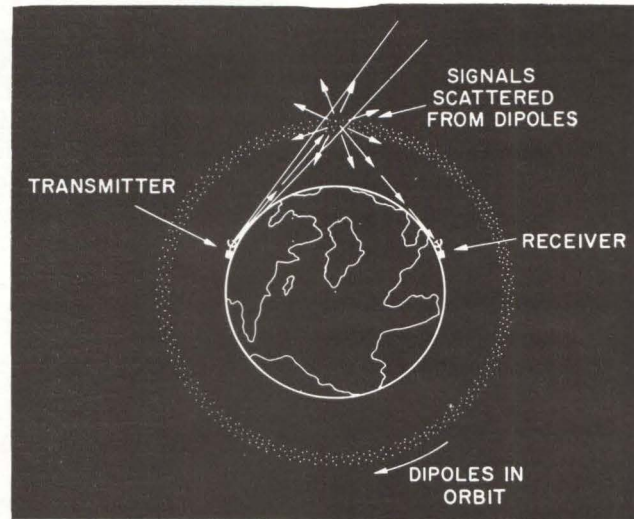 SIGNALS
SCATTERED
FROM DIPOLES
TRANSMITTER
RECEIVER
DIPOLES IN
ORBIT